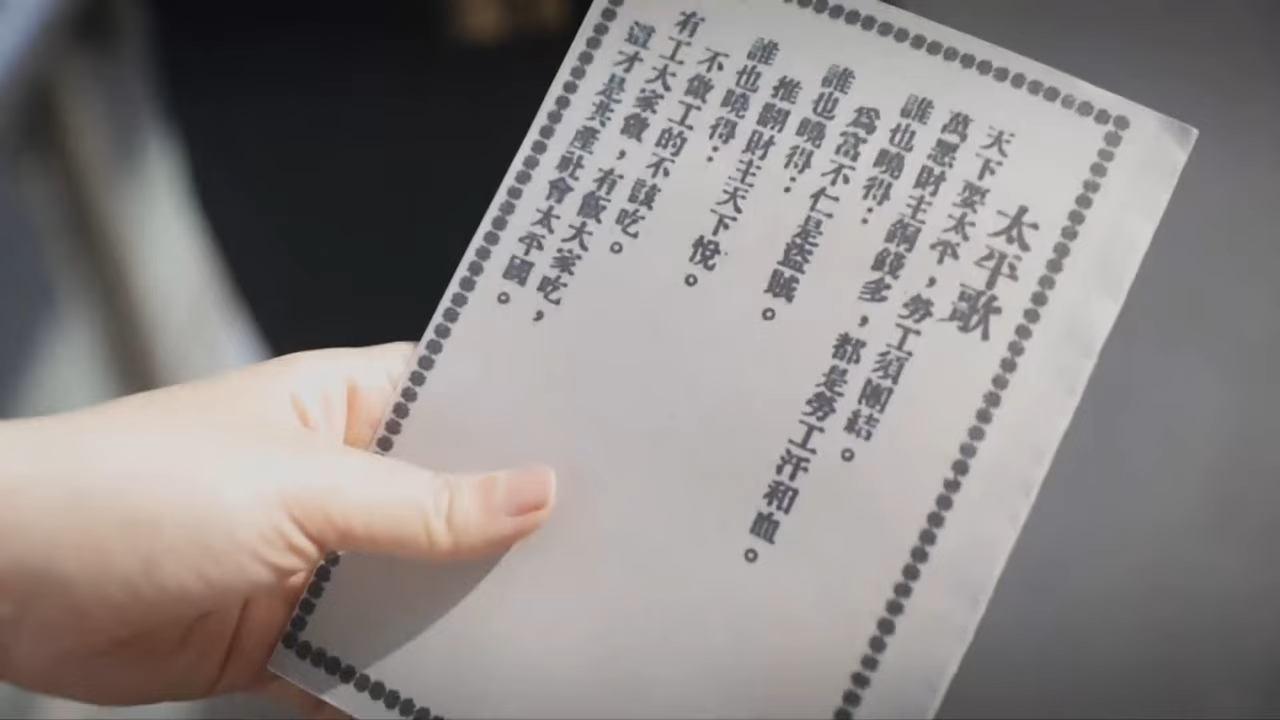 太平歌
天下要太平，勞工須團結。
萬惡財主銅錢多，都是勞工汗和血。
誰也曉得：
為富不仁是盜賊。
誰也曉得：
推翻財主天下悅。
誰也曉得：
不做工的不該吃。
有工大家做，有飯大家吃，
這才是共產社會太平國。